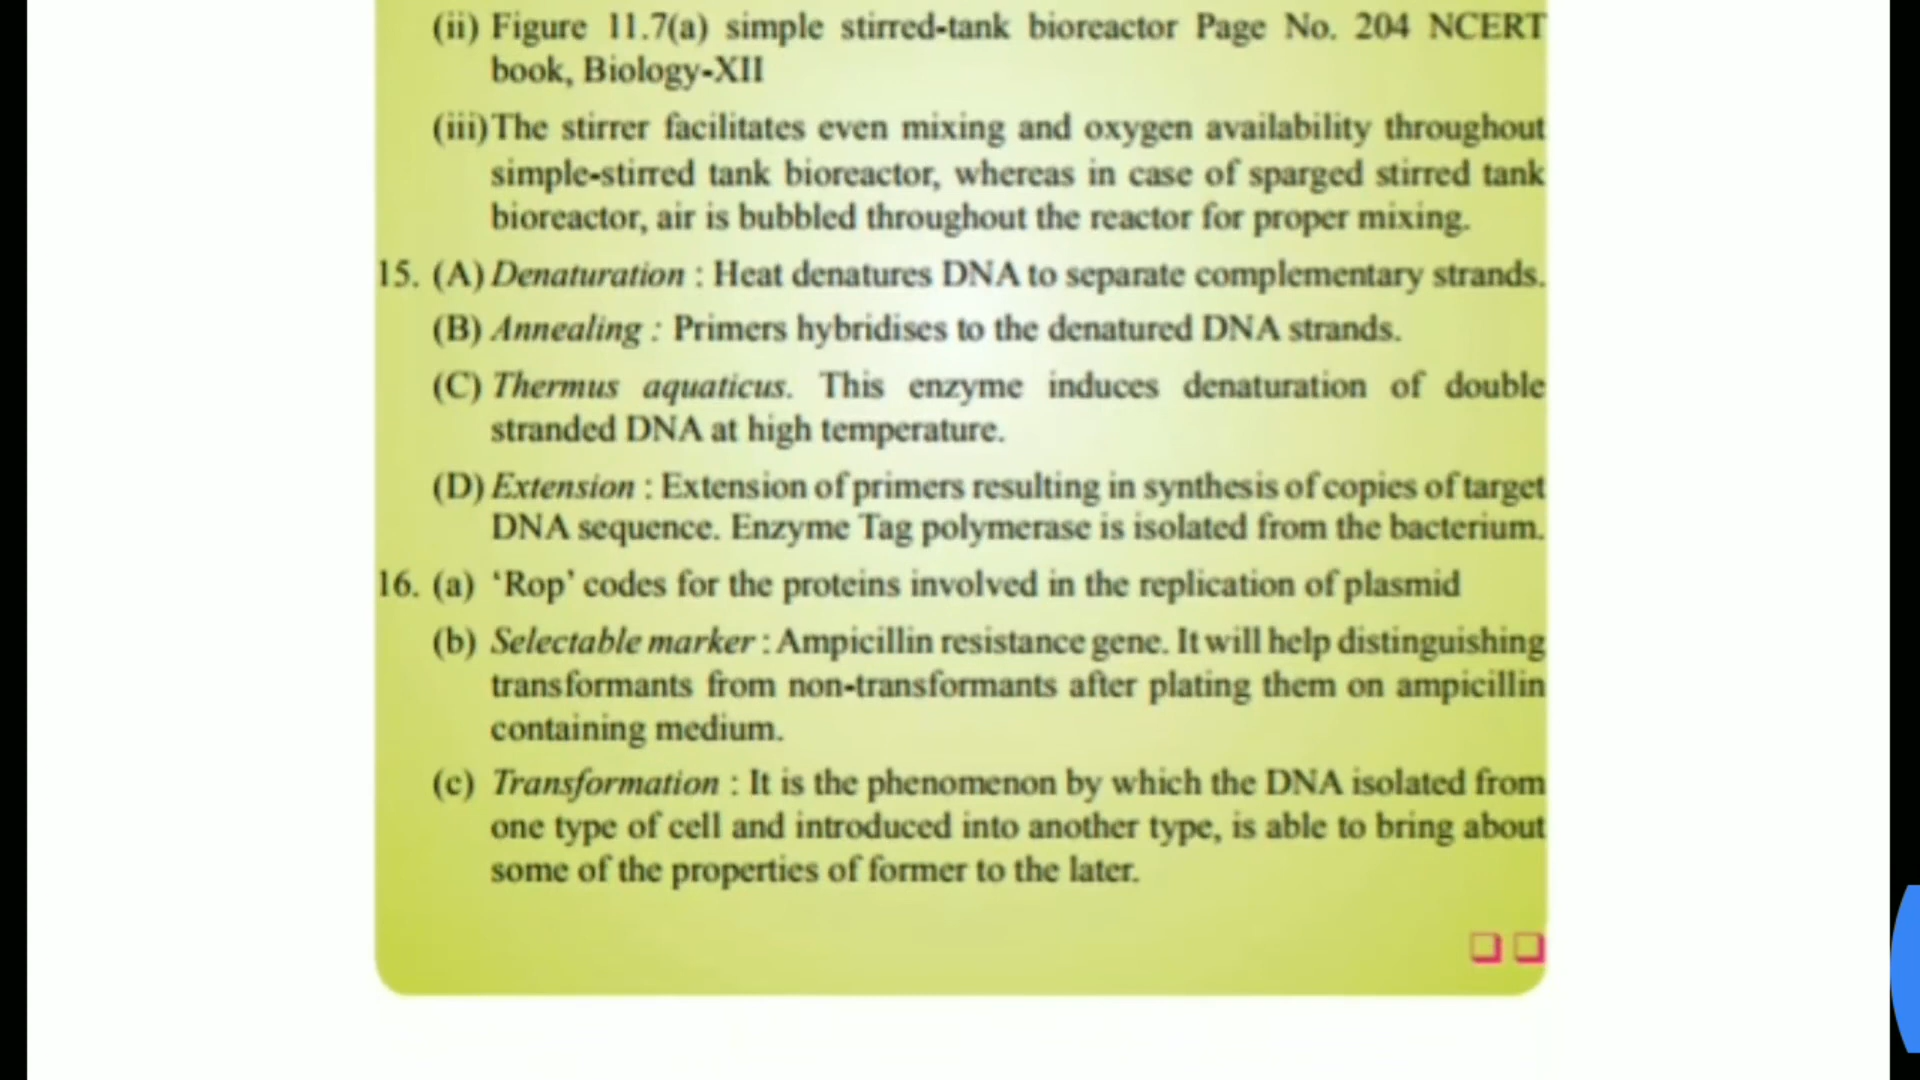 (ii) Figure 11.7(a) simple stirred-tank bioreactor Page No. 204 NCERT
book, Biology-XII
(iii)The stirrer facilitates even mixing and oxygen availability throughout
simple-stirred tank bioreactor, whereas in case of sparged stirred tank
bioreactor, air is bubbled throughout the reactor for proper mixing.
15. (A) Denaturation : Heat denatures DNA to separate complementary strands.
(B) Annealing : Primers hybridises to the denatured DNA strands.
(C) Thermus aquaticus. This enzyme induces denaturation of double
stranded DNA at high temperature.
(D) Extension : Extension of primers resulting in synthesis of copies of target
DNA sequence. Enzyme Tag polymerase is isolated from the bacterium.
16. (a) ‘Rop’ codes for the proteins involved in the replication of plasmid
(b) Selectable marker : Ampicillin resistance gene. It will help distinguishing
transformants from non-transformants after plating them on ampicillin
containing medium.
(c) Transformation : It is the phenomenon by which the DNA isolated from
one type of cell and introduced into another type, is able to bring about
some of the properties of former to the later.